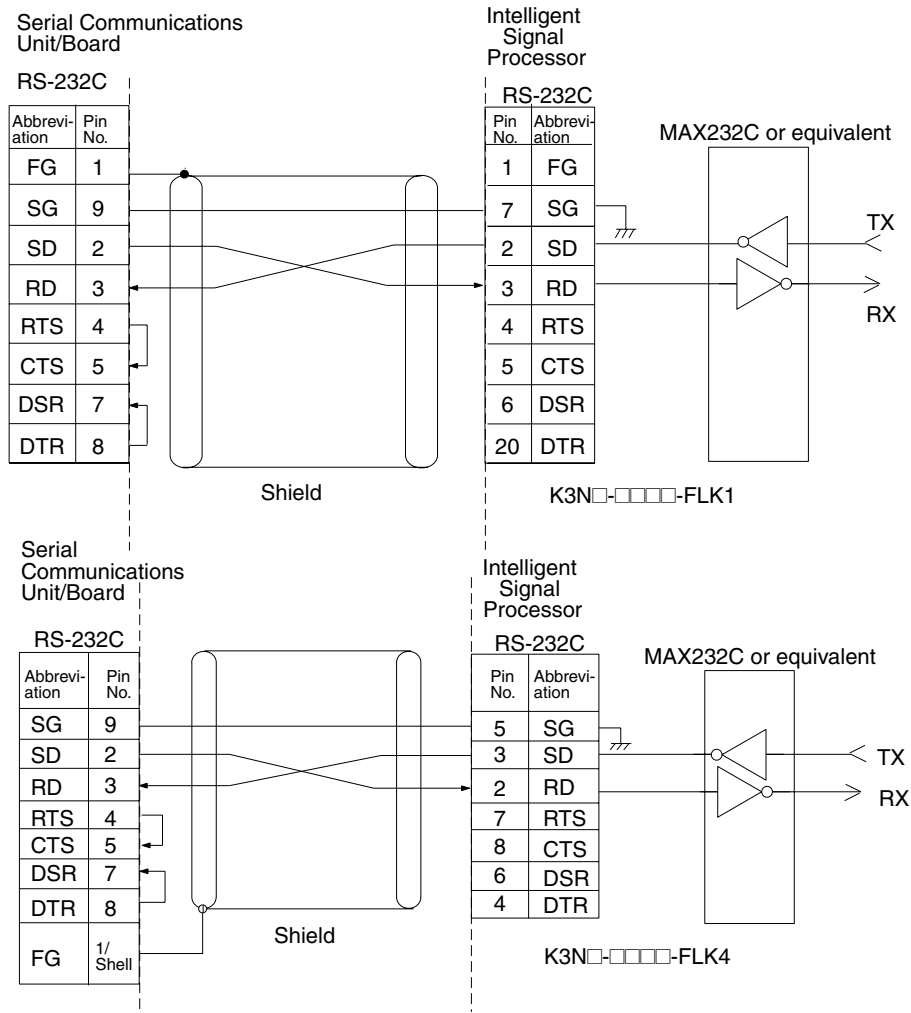 Serial Communications
Unit/Board
RS-232C
Intelligent
Signal
Processor
RS-232C
MAX232C or equivalent
Abbrevi-
ation
Pin
No.
FG 1
SG 9
SD 2
RD 3
RTS 4
CTS 5
DSR 7
DTR 8
Pin
No.
Abbrevi-
ation
1 FG
7 SG
2 SD
3 RD
4 RTS
5 CTS
6 DSR
20 DTR
TX
RX
Shield
K3N□-□□□□-FLK1
Serial
Communications
Unit/Board
RS-232C
Intelligent
Signal
Processor
RS-232C
MAX232C or equivalent
Abbrevi-
ation
Pin
No.
SG 9
SD 2
RD 3
RTS 4
CTS 5
DSR 7
DTR 8
FG 1/
Shell
Pin
No.
Abbrevi-
ation
5 SG
3 SD
2 RD
7 RTS
8 CTS
6 DSR
4 DTR
TX
RX
Shield
K3N□-□□□□-FLK4